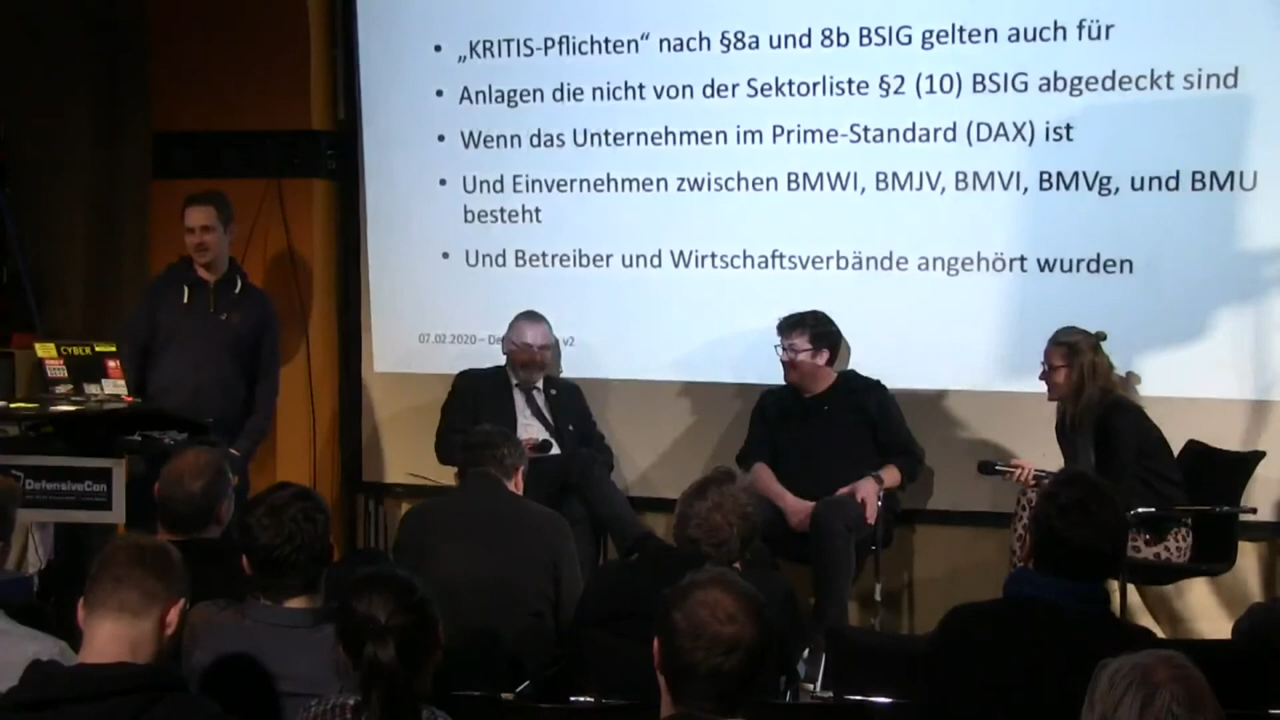 • „KRITIS-Pflichten“ nach §8a und 8b BSIG gelten auch für
• Anlagen die nicht von der Sektorliste §2 (10) BSIG abgedeckt sind
• Wenn das Unternehmen im Prime-Standard (DAX) ist
• Und Einvernehmen zwischen BMWI, BMJV, BMVI, BMVg, und BMU
besteht
• Und Betreiber und Wirtschaftsverbände angehört wurden
07.02.2020 – De v2
CYBER
DefensiveCon